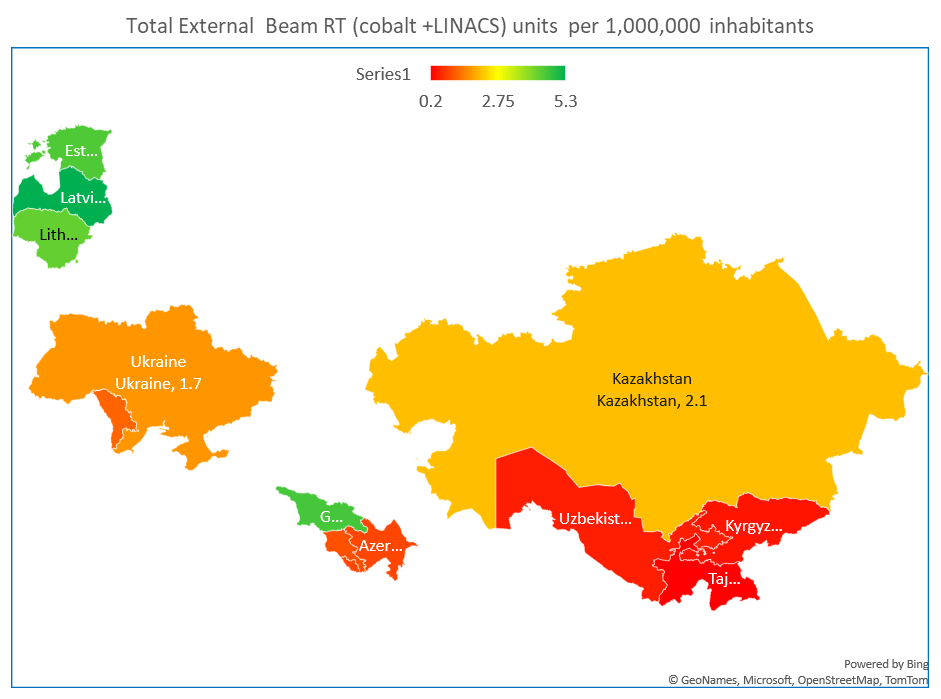 Total External  Beam RT (cobalt +LINACS) units  per 1,000,000  inhabitants
Series1
0.2 2.75 5.3
Est...
Latvi...
Lith...
Ukraine
Ukraine, 1.7
Kazakhstan
Kazakhstan, 2.1
G...
Azer...
Uzbekist...
Kyrgyz...
Taj...
Powered by Bing
© GeoNames, Microsoft, OpenStreetMap, TomTom